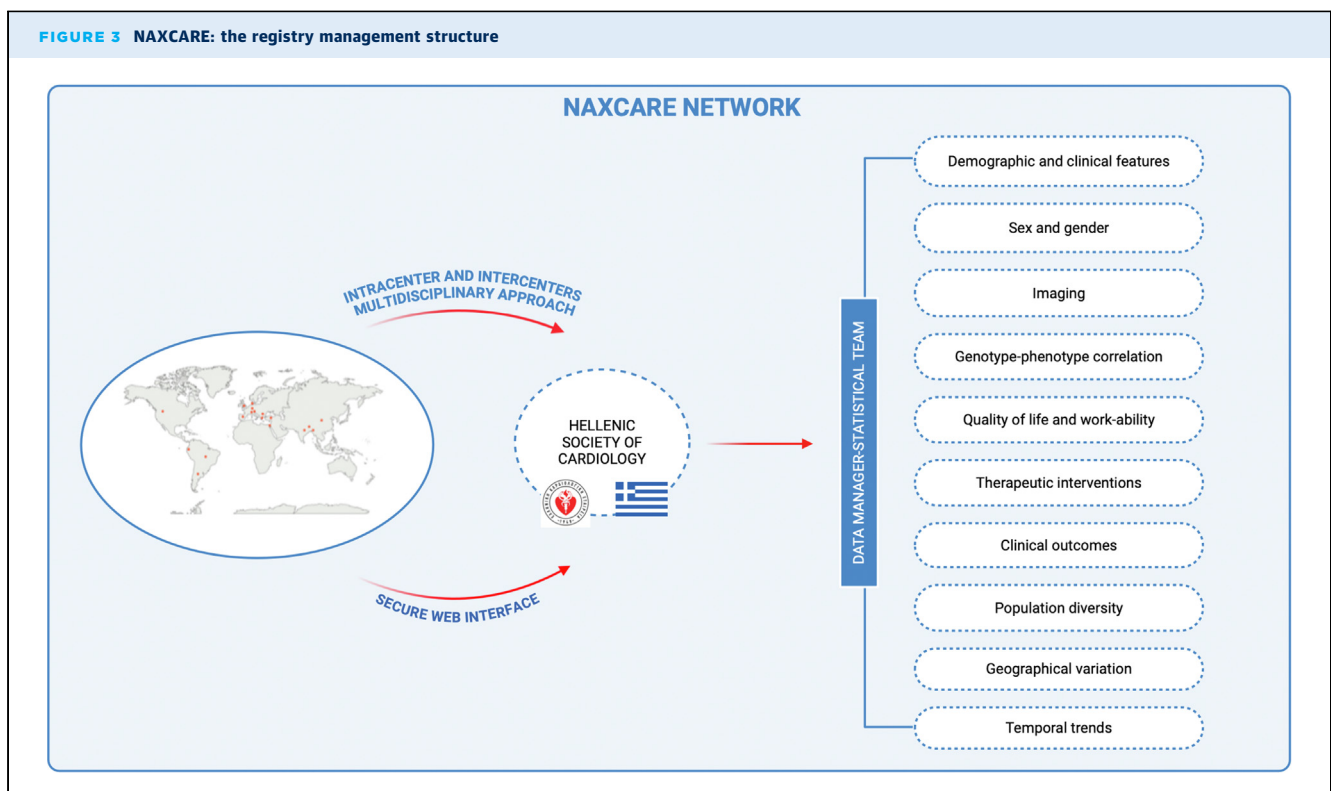 FIGURE 3 NAXCARE: the registry management structure
NAXCARE NETWORK
INTRACENTER AND INTERCENTERS
MULTIDISCIPLINARY APPROACH
SECURE WEB INTERFACE
HELLENIC
SOCIETY OF
CARDIOLOGY
DATA MANAGER-STATISTICAL TEAM
Demographic and clinical features
Sex and gender
Imaging
Genotype-phenotype correlation
Quality of life and work-ability
Therapeutic interventions
Clinical outcomes
Population diversity
Geographical variation
Temporal trends